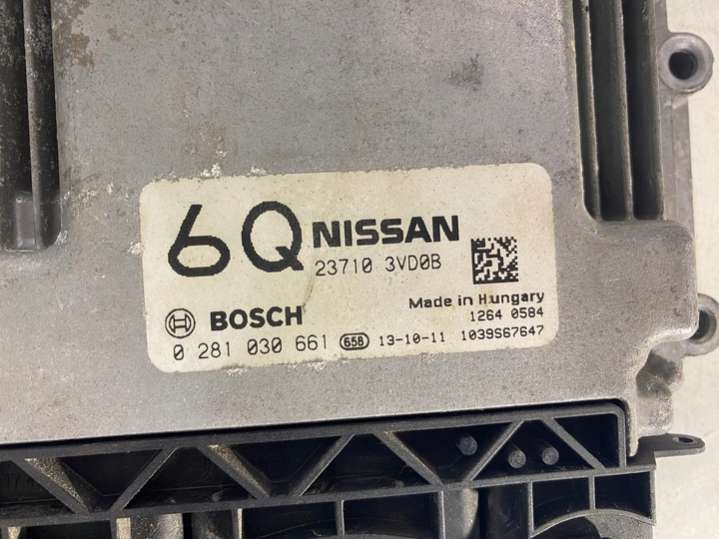 6Q NISSAN
23710 3VD0B
Made in Hungary
1264 0584
BOSCH
0 281 030 661 658 13-10-11 1039S67647